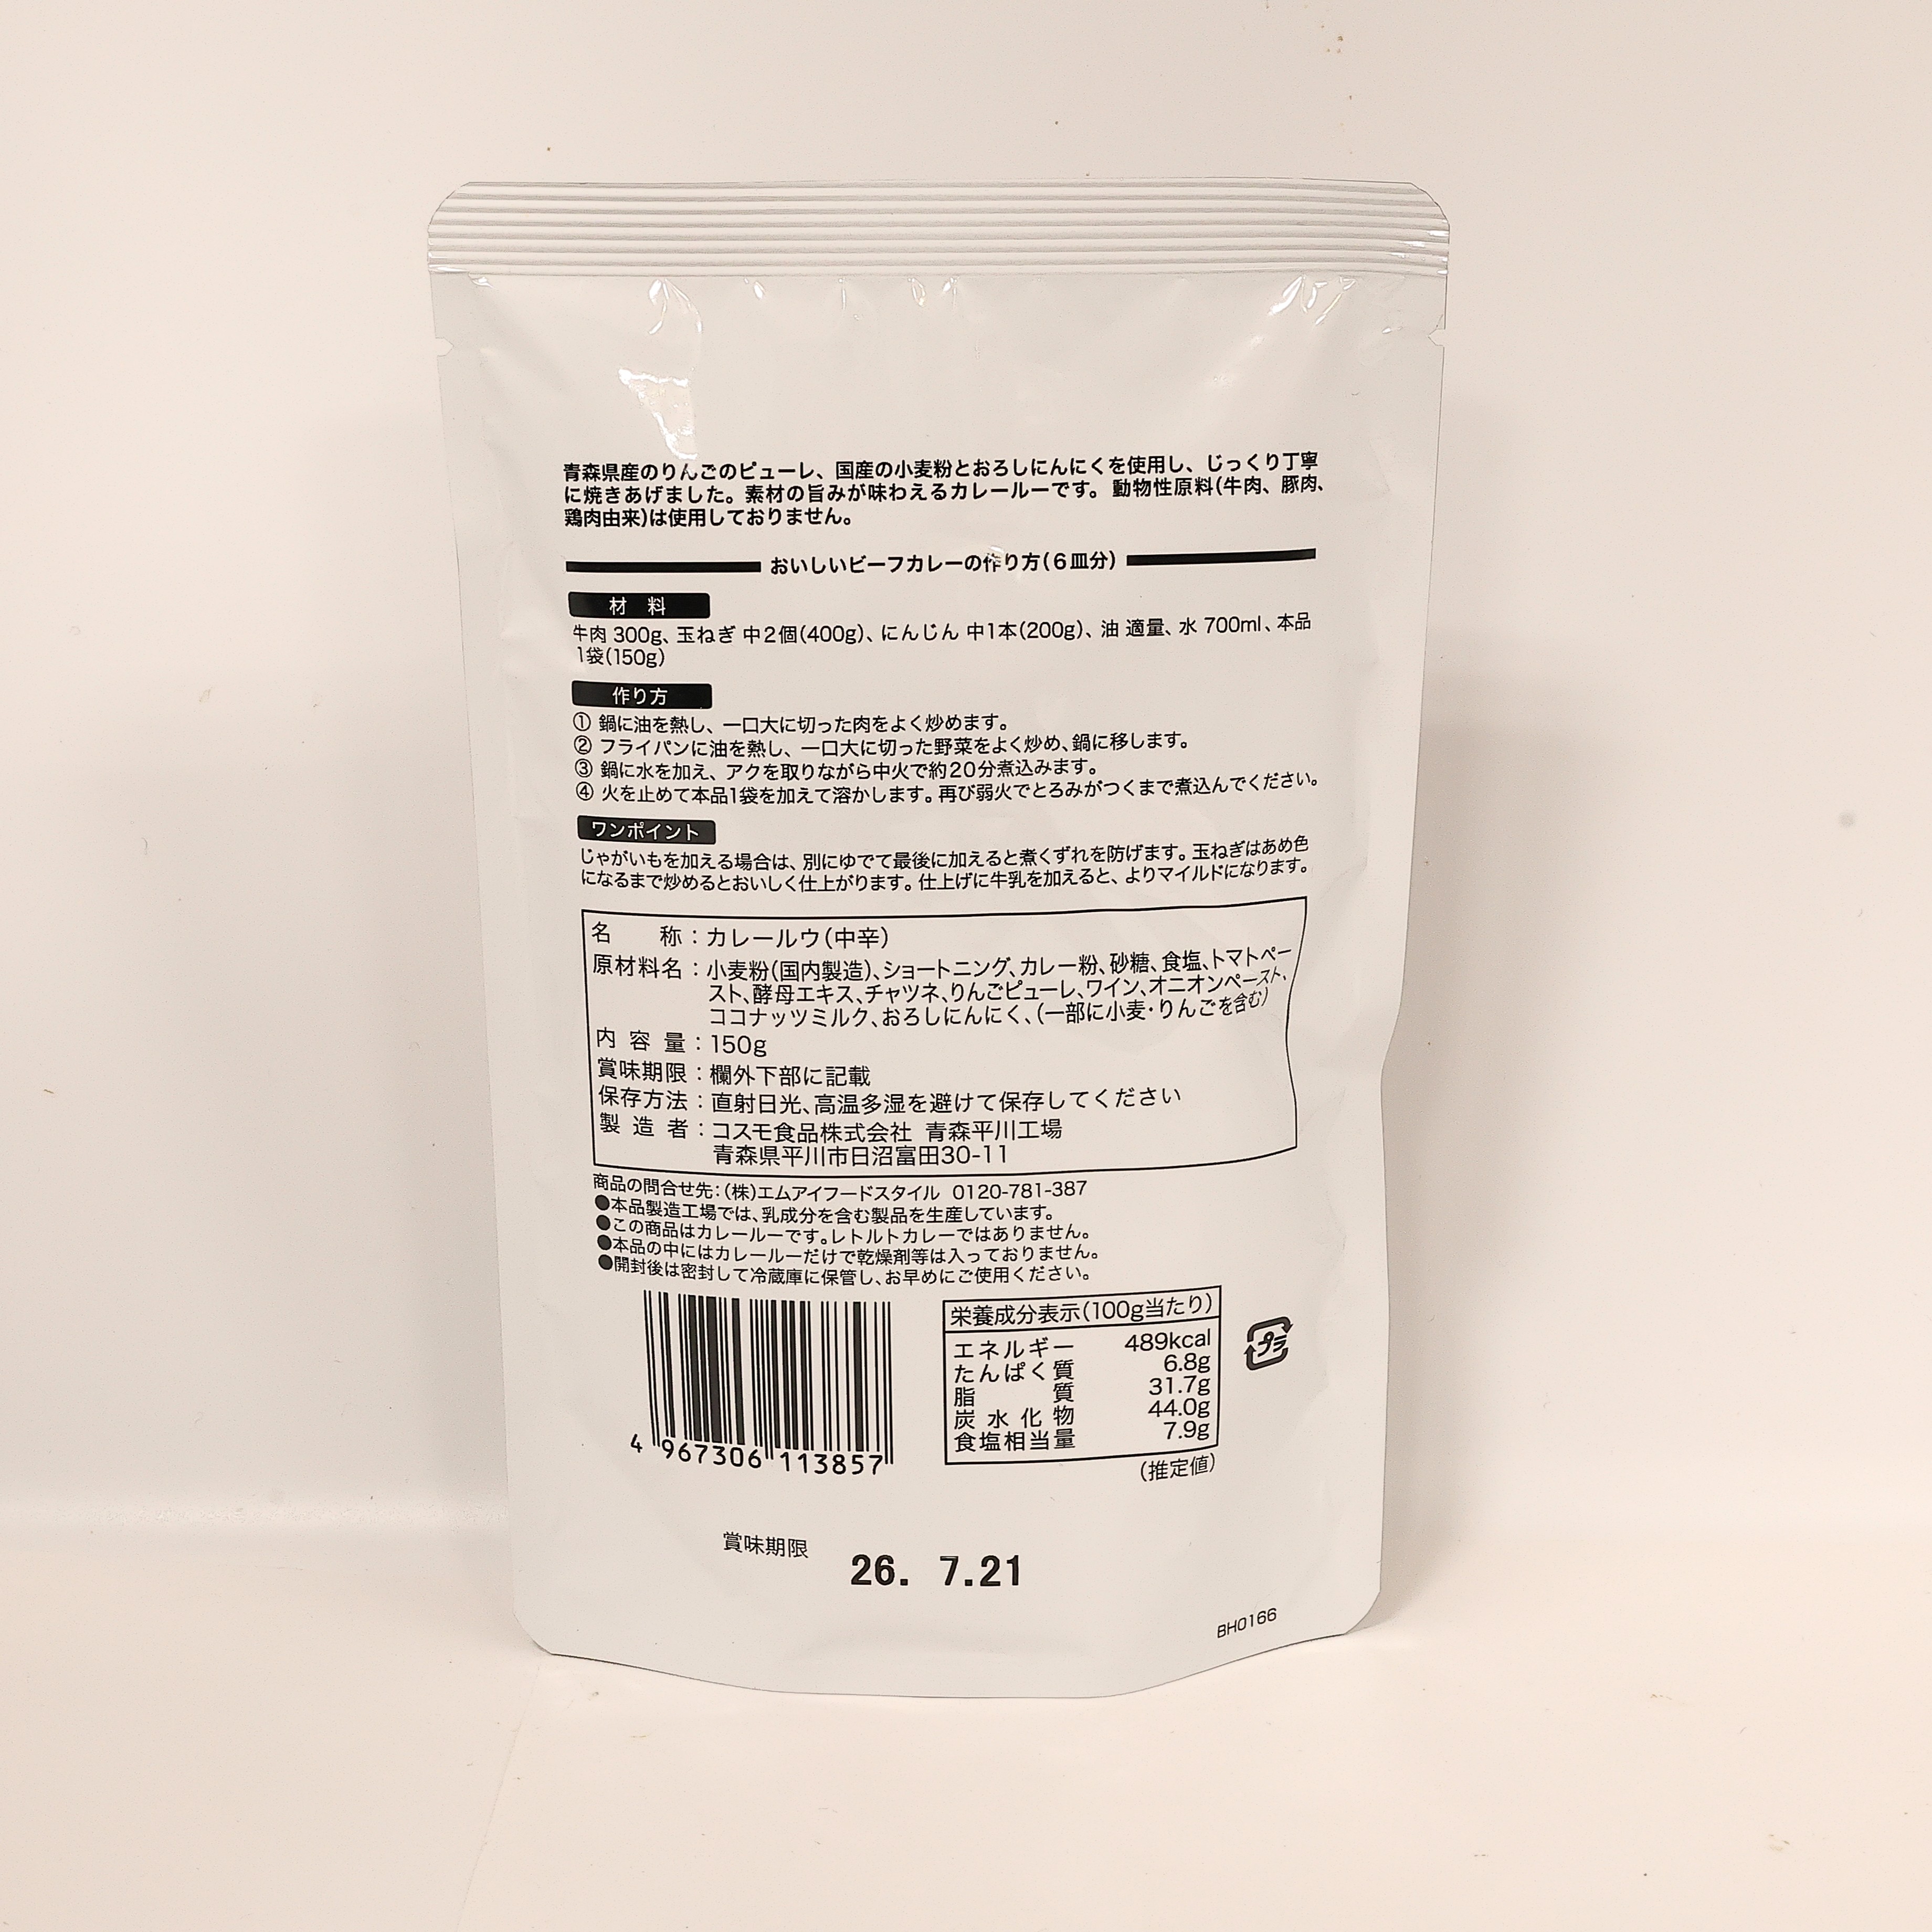 青森県産のりんごのピューレ、国産の小麦粉とおろしにんにくを使用し、じっくり丁寧
に焼きあげました。素材の旨みが味わえるカレールーです。動物性原料(牛肉、豚肉、
鶏肉由来)は使用しておりません。
おいしいビーフカレーの作り方(6皿分)
材 料
牛肉 300g、玉ねぎ 中2個(400g)、にんじん 中1本(200g)、油 適量、水 700ml、本品
1袋(150g)
作り方
① 鍋に油を熱し、一口大に切った肉をよく炒めます。
② フライパンに油を熱し、一口大に切った野菜をよく炒め、鍋に移します。
③ 鍋に水を加え、アクを取りながら中火で約20分煮込みます。
④ 火を止めて本品1袋を加えて溶かします。再び弱火でとろみがつくまで煮込んでください。
ワンポイント
じゃがいもを加える場合は、別にゆでて最後に加えると煮くずれを防げます。玉ねぎはあめ色
になるまで炒めるとおいしく仕上がります。仕上げに牛乳を加えると、よりマイルドになります。
名 称:カレールウ(中辛)
原材料名:小麦粉(国内製造)、ショートニング、カレー粉、砂糖、食塩、トマトペー
スト、酵母エキス、チャツネ、りんごピューレ、ワイン、オニオンペースト、
ココナッツミルク、おろしにんにく、(一部に小麦・りんごを含む)
内 容 量:150g
賞味期限:欄外下部に記載
保存方法:直射日光、高温多湿を避けて保存してください
製 造 者:コスモ食品株式会社 青森平川工場
青森県平川市日沼富田30-11
商品の問合せ先:(株)エムアイフードスタイル 0120-781-387
●本品製造工場では、乳成分を含む製品を生産しています。
●この商品はカレールーです。レトルトカレーではありません。
●本品の中にはカレールーだけで乾燥剤等は入っておりません。
●開封後は密封して冷蔵庫に保管し、お早めにご使用ください。
栄養成分表示(100g当たり)
エネルギー 489kcal
たんぱく質 6.8g
脂 質 31.7g
炭水化物 44.0g
食塩相当量 7.9g
(推定値)
プラ
4 967306 113857
賞味期限 26. 7.21
BH0166